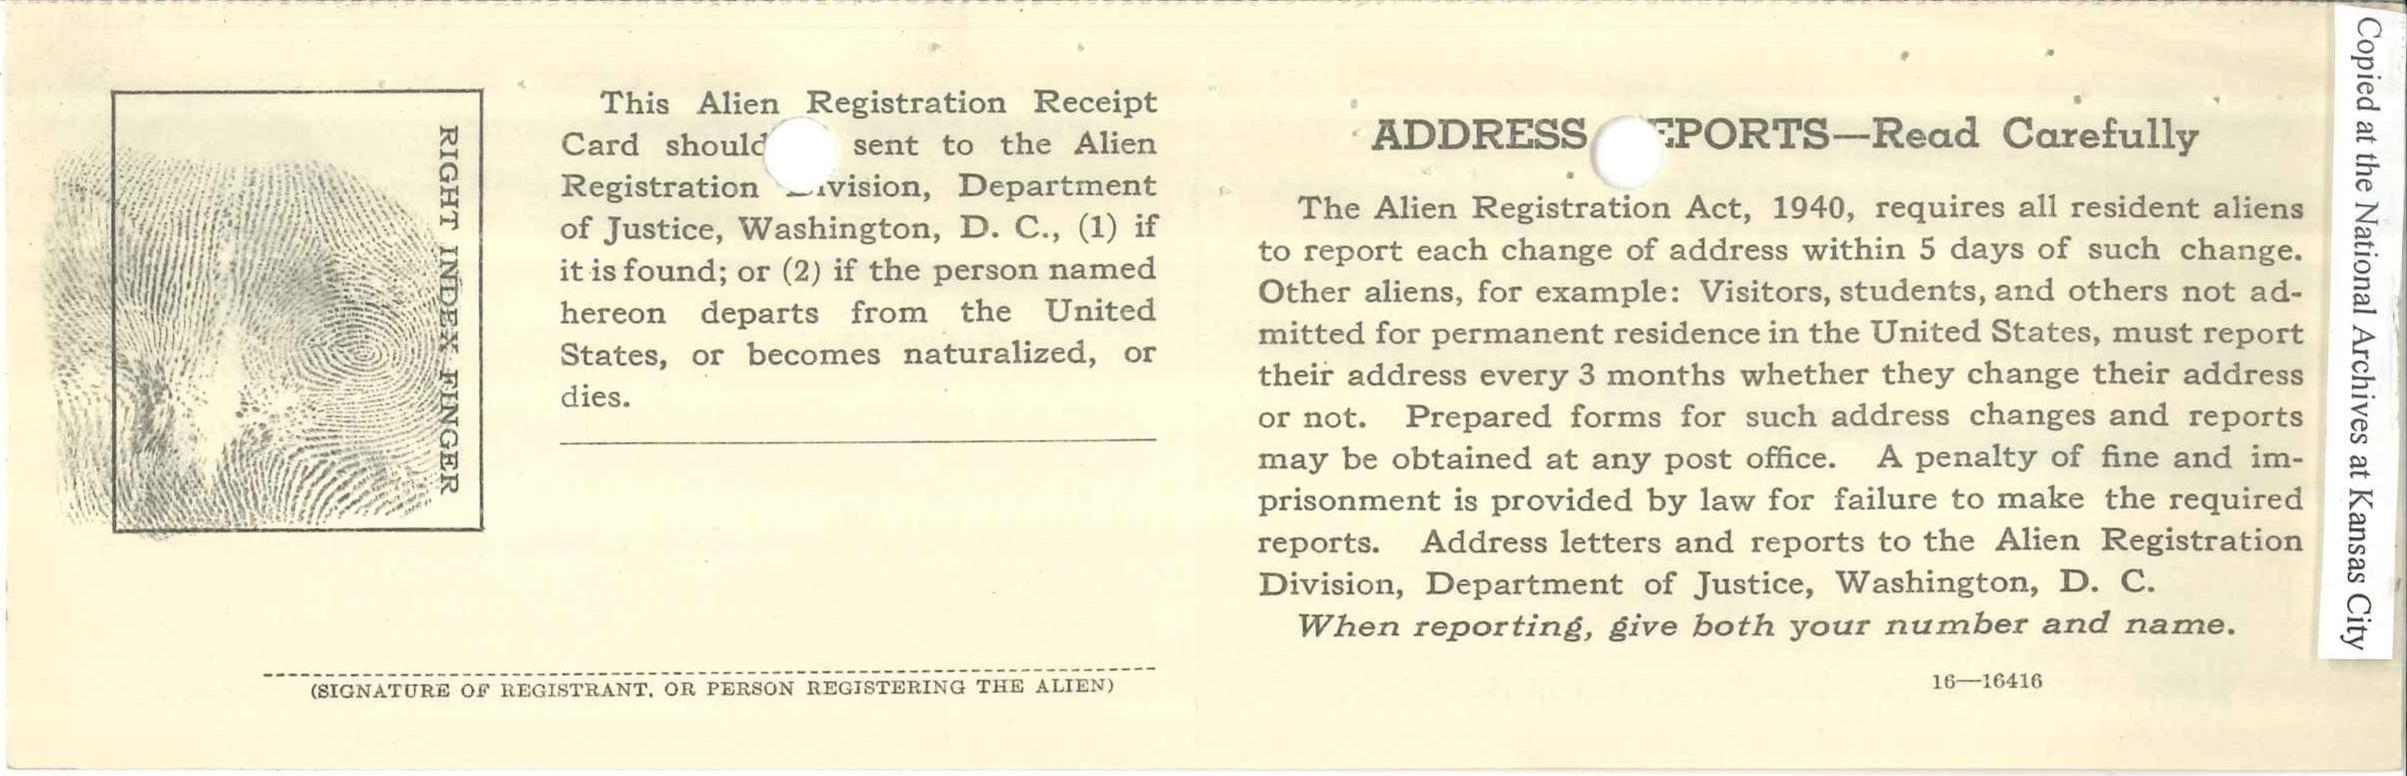 RIGHT INDEX FINGER
This Alien Registration Receipt
Card should sent to the Alien
Registration Division, Department
of Justice, Washington, D. C., (1) if
it is found; or (2) if the person named
hereon departs from the United
States, or becomes naturalized, or
dies.
(SIGNATURE OF REGISTRANT, OR PERSON REGISTERING THE ALIEN)
ADDRESS REPORTS—Read Carefully
The Alien Registration Act, 1940, requires all resident aliens
to report each change of address within 5 days of such change.
Other aliens, for example: Visitors, students, and others not ad-
mitted for permanent residence in the United States, must report
their address every 3 months whether they change their address
or not. Prepared forms for such address changes and reports
may be obtained at any post office. A penalty of fine and im-
prisonment is provided by law for failure to make the required
reports. Address letters and reports to the Alien Registration
Division, Department of Justice, Washington, D. C.
When reporting, give both your number and name.
16—16416
Copied at the National Archives at Kansas City